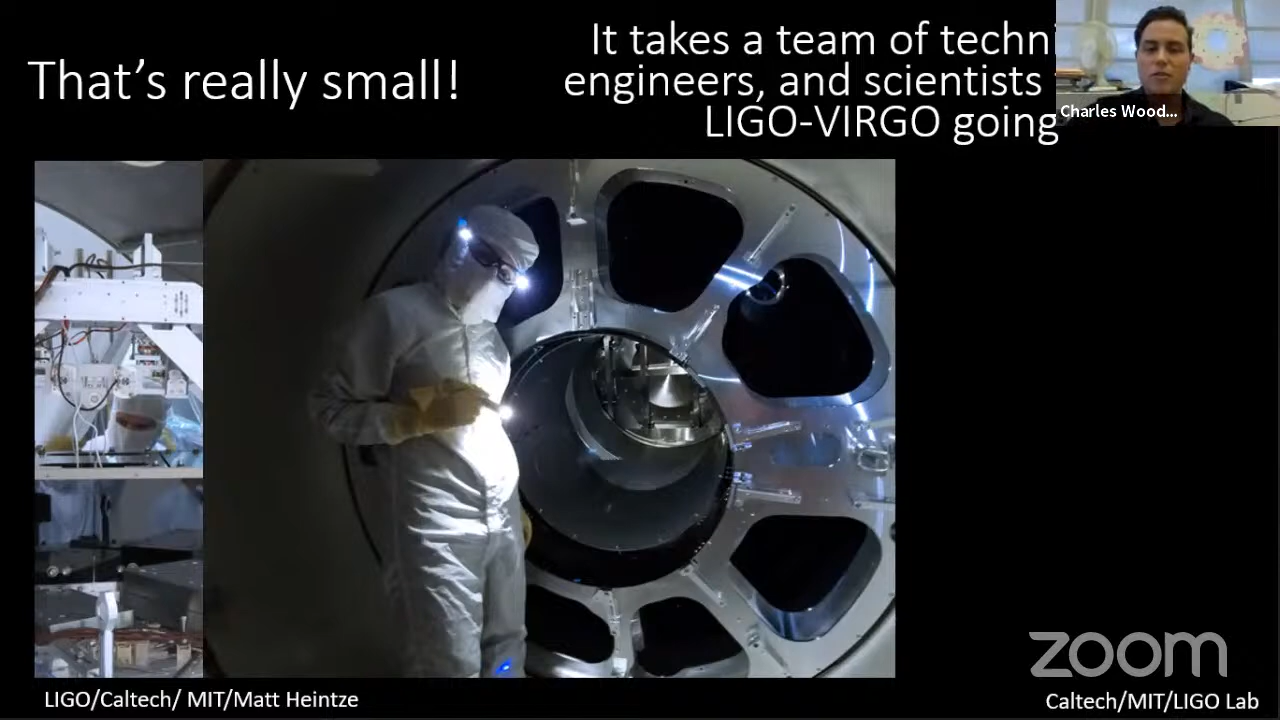 That's really small!
It takes a team of techni
engineers, and scientists
LIGO-VIRGO going
Charles Wood...
zoom
LIGO/Caltech/ MIT/Matt Heintze
Caltech/MIT/LIGO Lab